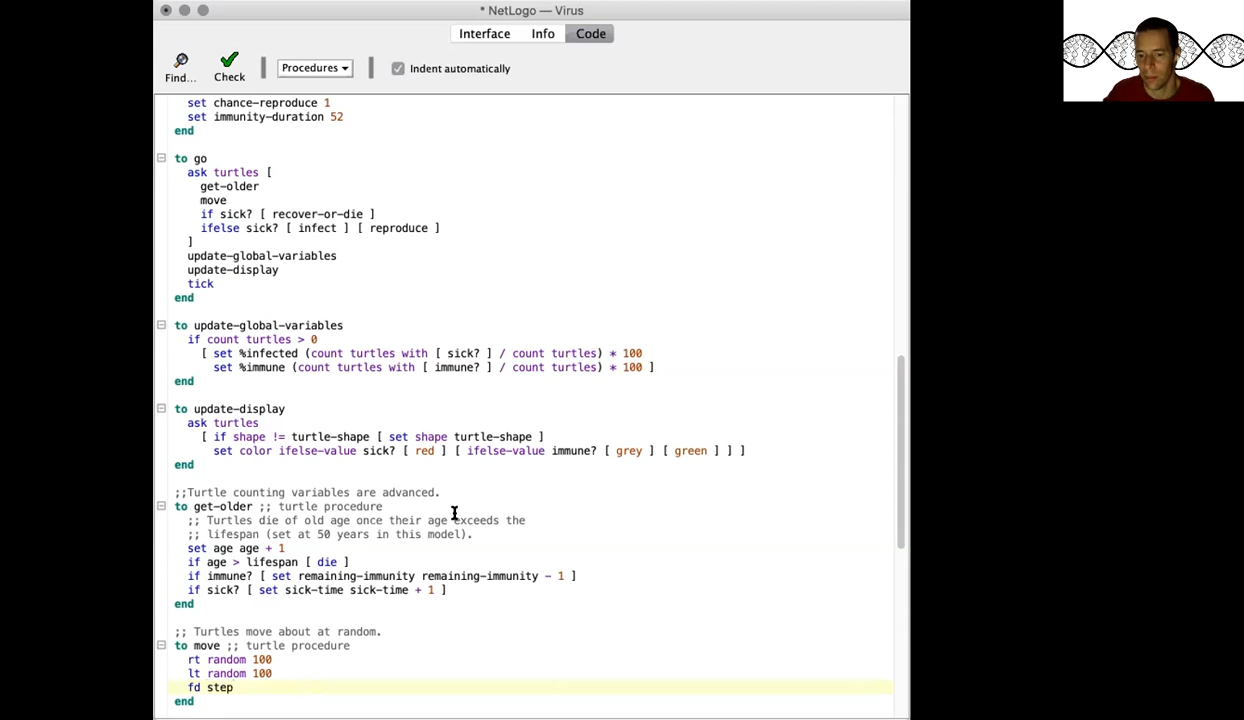 * NetLogo — Virus
Interface Info Code
Find... Check Procedures Indent automatically
set chance-reproduce 1
set immunity-duration 52
end
to go
ask turtles [
get-older
move
if sick? [ recover-or-die ]
ifelse sick? [ infect ] [ reproduce ]
]
update-global-variables
update-display
tick
end
to update-global-variables
if count turtles > 0
[ set %infected (count turtles with [ sick? ] / count turtles) * 100
set %immune (count turtles with [ immune? ] / count turtles) * 100 ]
end
to update-display
ask turtles
[ if shape != turtle-shape [ set shape turtle-shape ]
set color ifelse-value sick? [ red ] [ ifelse-value immune? [ grey ] [ green ] ] ]
end
;;Turtle counting variables are advanced.
to get-older ;; turtle procedure
;; Turtles die of old age once their age exceeds the
;; lifespan (set at 50 years in this model).
set age age + 1
if age > lifespan [ die ]
if immune? [ set remaining-immunity remaining-immunity - 1 ]
if sick? [ set sick-time sick-time + 1 ]
end
;; Turtles move about at random.
to move ;; turtle procedure
rt random 100
lt random 100
fd step
end